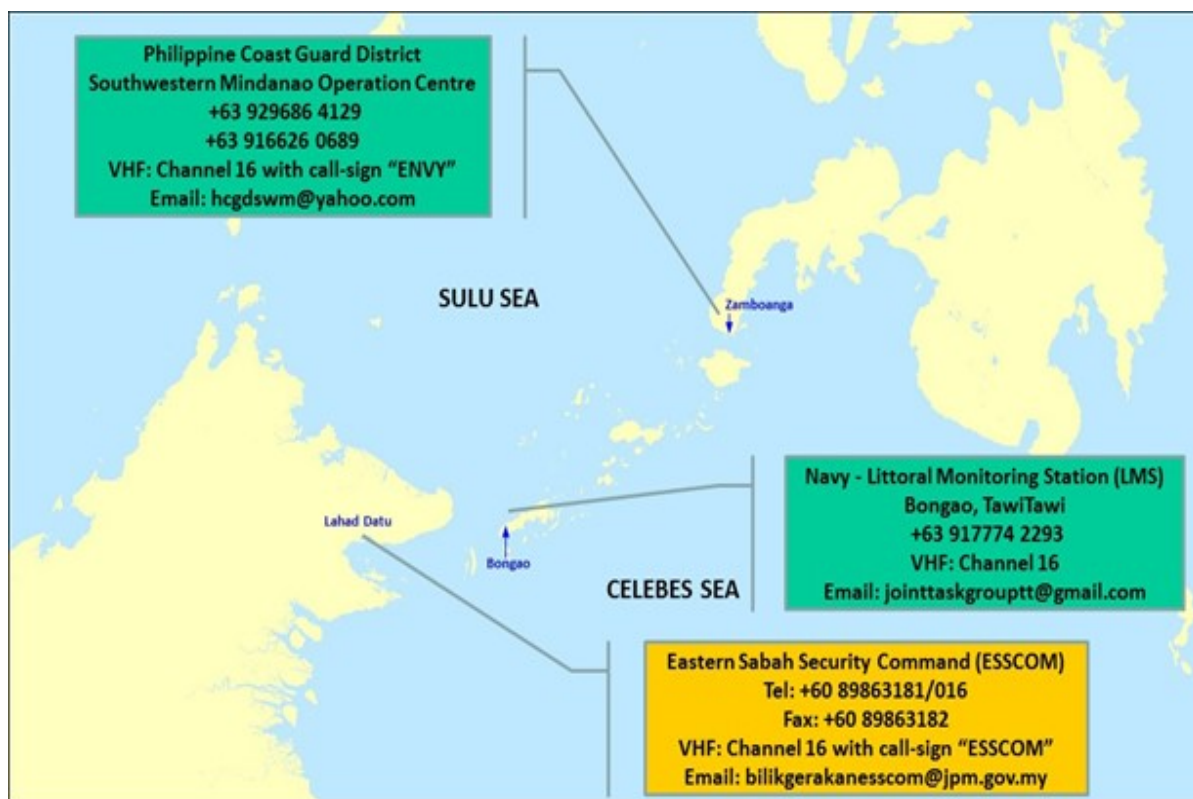 Philippine Coast Guard District
Southwestern Mindanao Operation Centre
+63 929686 4129
+63 916626 0689
VHF: Channel 16 with call-sign “ENVY”
Email: hcgdswm@yahoo.com
SULU SEA
Zamboanga
Navy - Littoral Monitoring Station (LMS)
Bongao, TawiTawi
+63 917774 2293
VHF: Channel 16
Email: jointtaskgrouptt@gmail.com
Lahad Datu
Bongao
CELEBES SEA
Eastern Sabah Security Command (ESSCOM)
Tel: +60 89863181/016
Fax: +60 89863182
VHF: Channel 16 with call-sign “ESSCOM”
Email: bilikgerakanesscom@jpm.gov.my